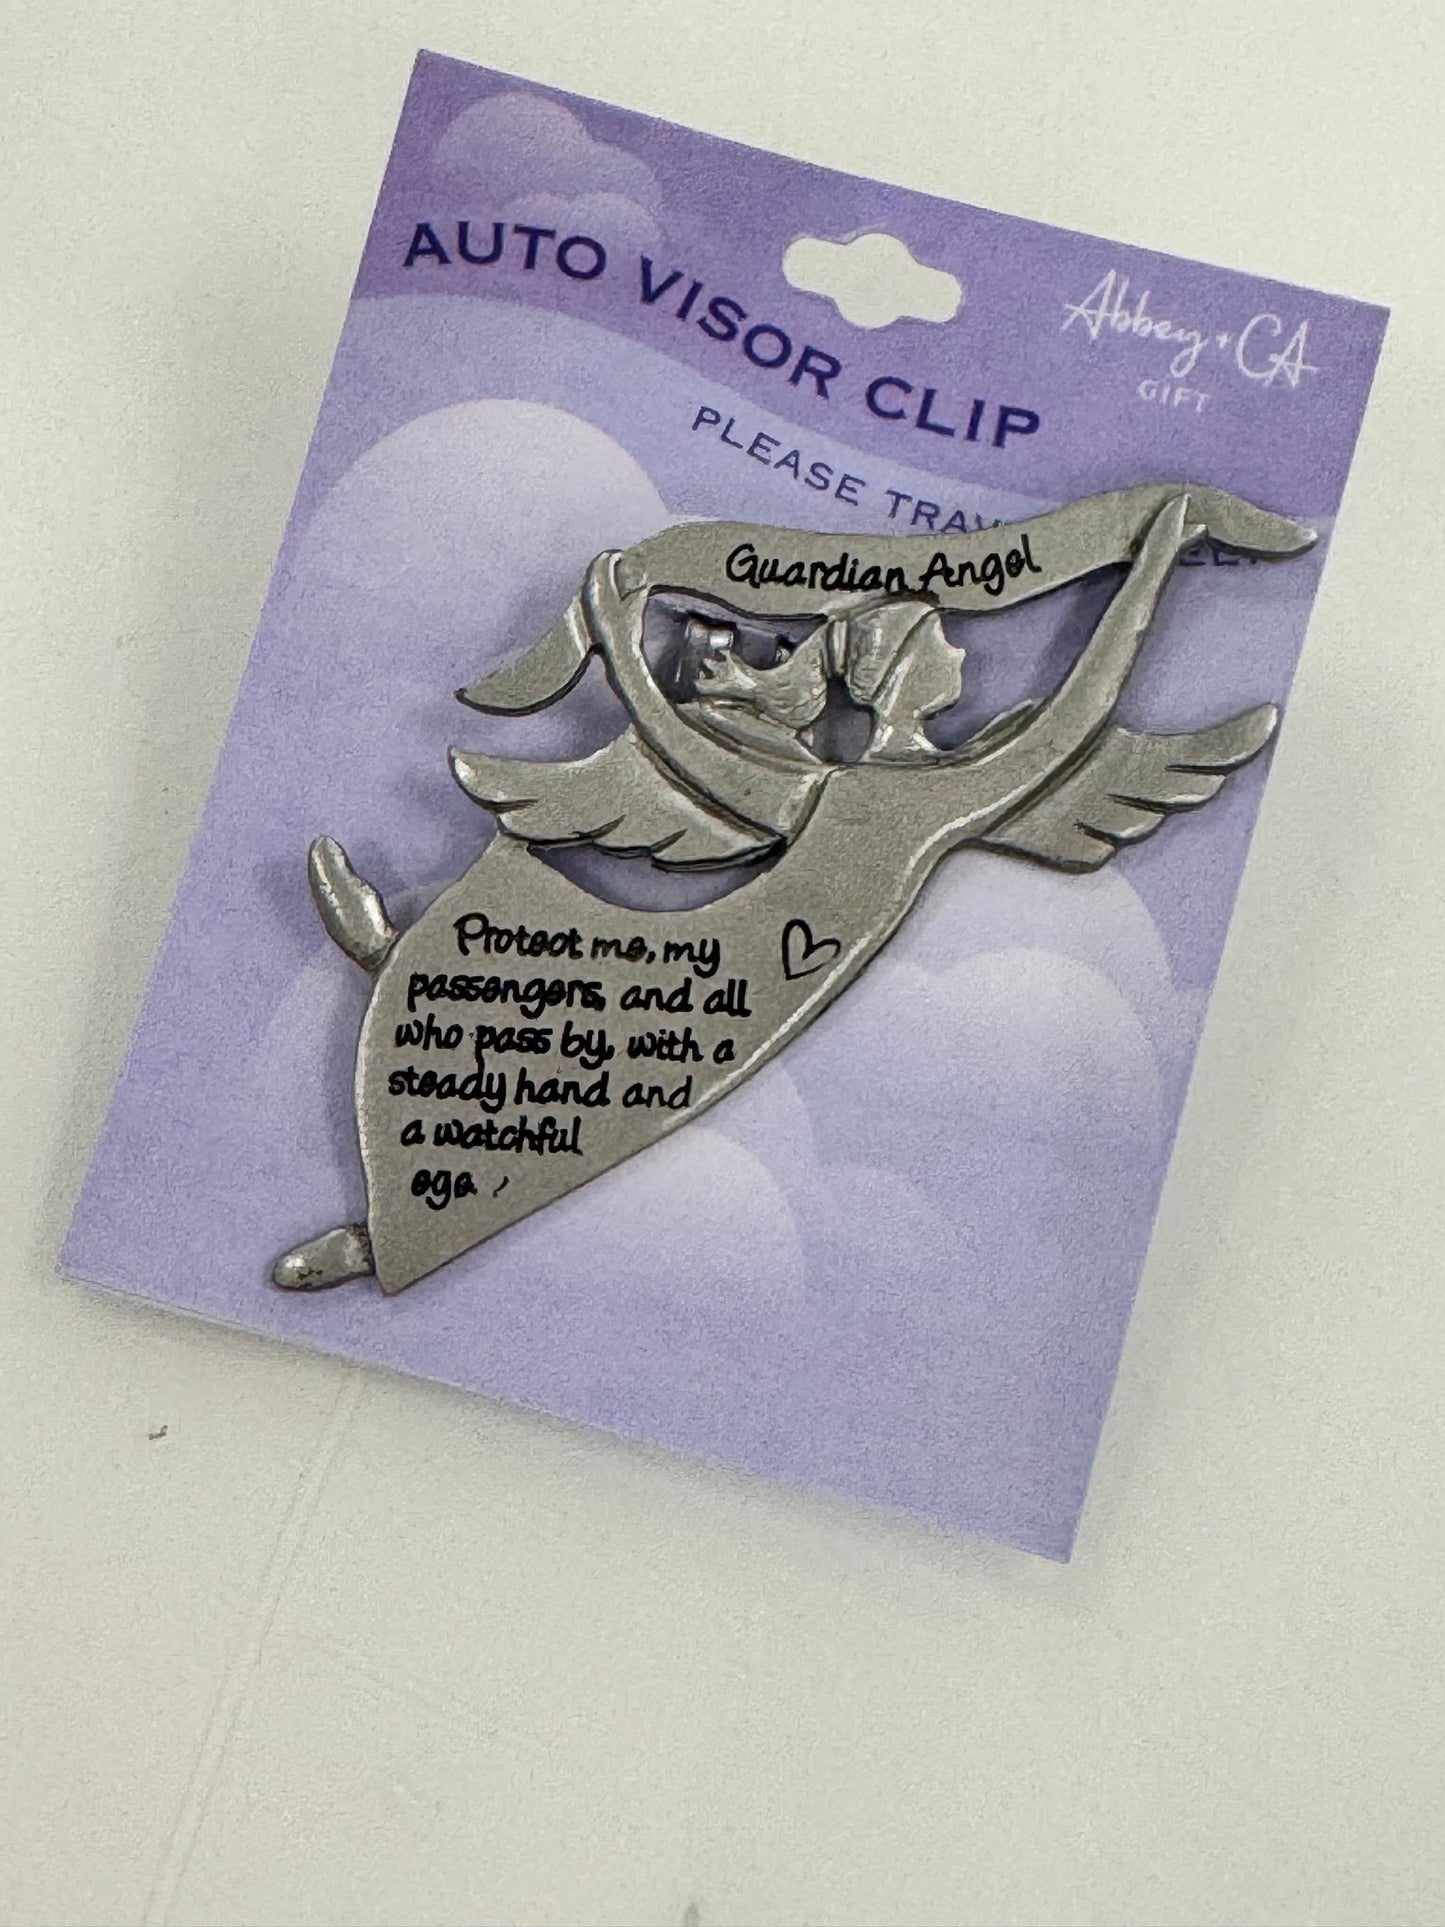 AUTO VISOR CLIP
Abbey + CA
GIFT
PLEASE
Guardian Angel
Protect me, my
passengers, and all
who pass by, with a
steady hand and
a watchful
eye